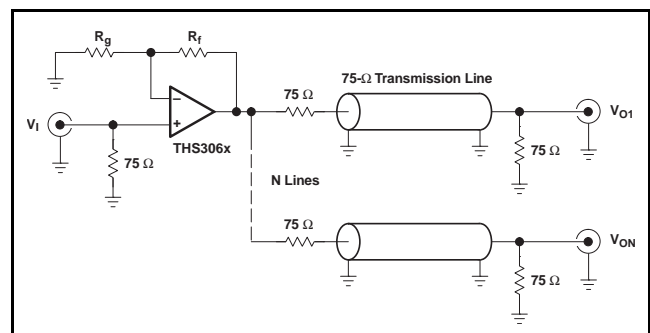 Rg
Rf
75 Ω
75-Ω Transmission Line
VI
−
+
VO1
75 Ω
THS306x
75 Ω
N Lines
75 Ω
VON
75 Ω